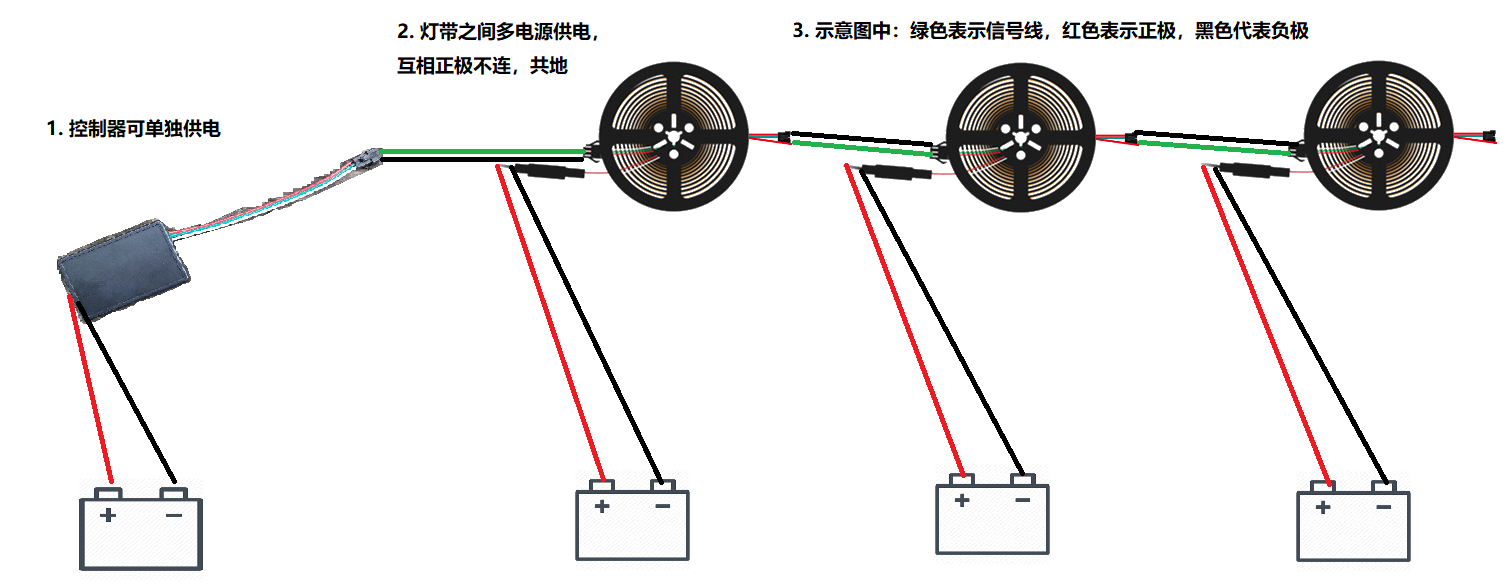 1. 控制器可单独供电
2. 灯带之间多电源供电，
互相正极不连，共地
3. 示意图中：绿色表示信号线，红色表示正极，黑色代表负极
+ −
+ −
+ −
+ −